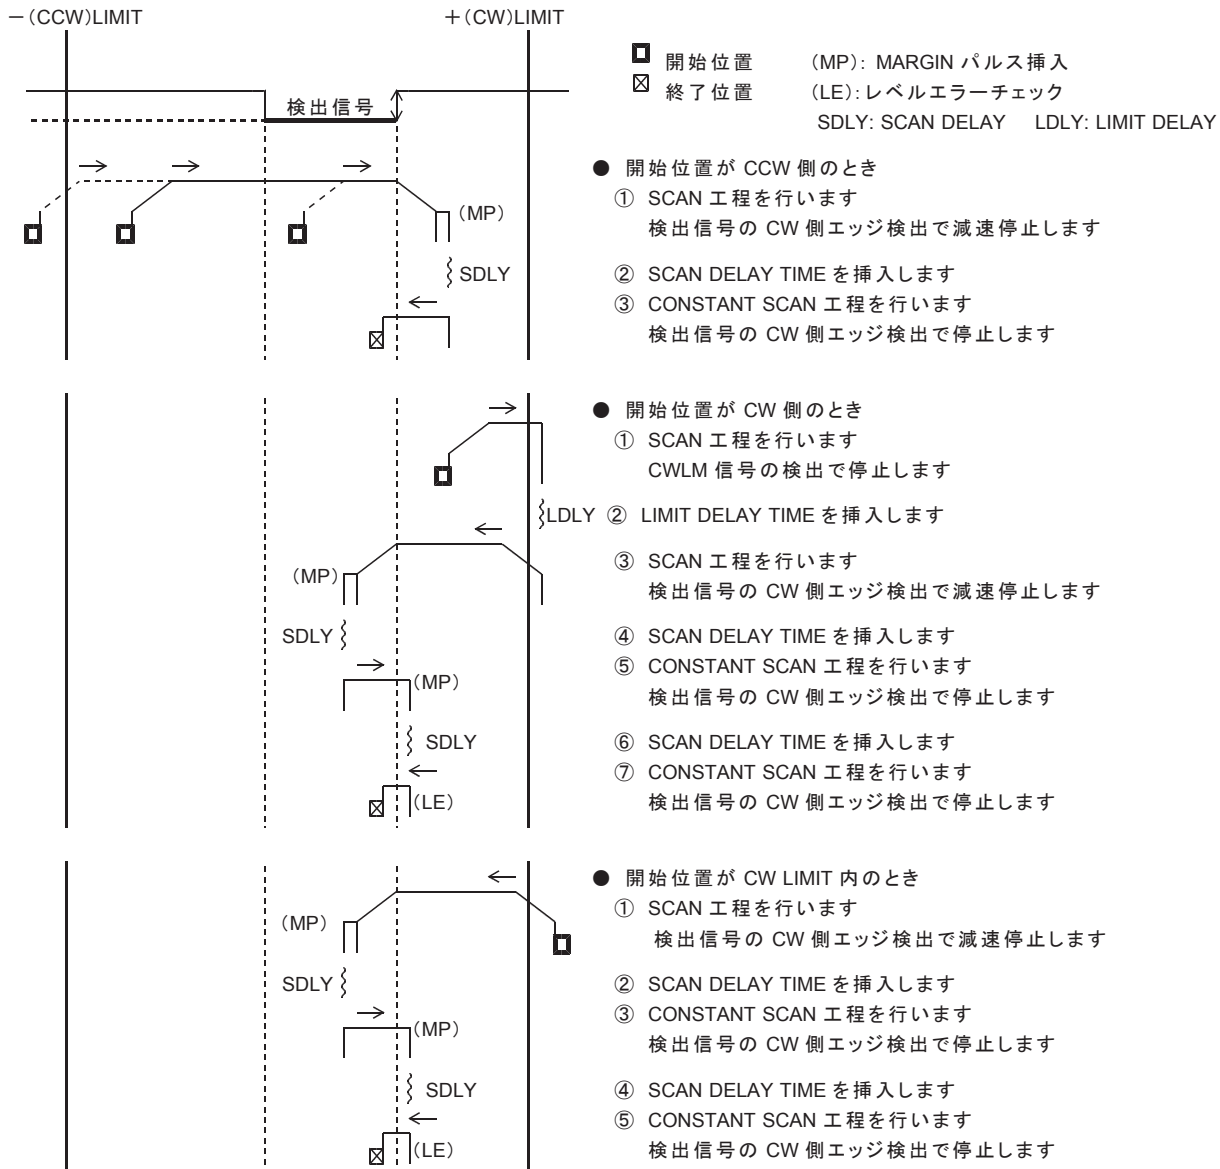 －(CCW)LIMIT
＋(CW)LIMIT
開始位置 (MP): MARGIN パルス挿入
終了位置 (LE):レベルエラーチェック
SDLY: SCAN DELAY LDLY: LIMIT DELAY
検出信号
(MP)
SDLY
● 開始位置が CCW 側のとき
① SCAN 工程を行います
検出信号の CW 側エッジ検出で減速停止します
② SCAN DELAY TIME を挿入します
③ CONSTANT SCAN 工程を行います
検出信号の CW 側エッジ検出で停止します
● 開始位置が CW 側のとき
① SCAN 工程を行います
CWLM 信号の検出で停止します
LDLY ② LIMIT DELAY TIME を挿入します
③ SCAN 工程を行います
検出信号の CW 側エッジ検出で減速停止します
④ SCAN DELAY TIME を挿入します
⑤ CONSTANT SCAN 工程を行います
検出信号の CW 側エッジ検出で停止します
⑥ SCAN DELAY TIME を挿入します
⑦ CONSTANT SCAN 工程を行います
検出信号の CW 側エッジ検出で停止します
(MP)
SDLY
(MP)
SDLY
(LE)
● 開始位置が CW LIMIT 内のとき
① SCAN 工程を行います
検出信号の CW 側エッジ検出で減速停止します
② SCAN DELAY TIME を挿入します
③ CONSTANT SCAN 工程を行います
検出信号の CW 側エッジ検出で停止します
④ SCAN DELAY TIME を挿入します
⑤ CONSTANT SCAN 工程を行います
検出信号の CW 側エッジ検出で停止します
(MP)
SDLY
(MP)
SDLY
(LE)